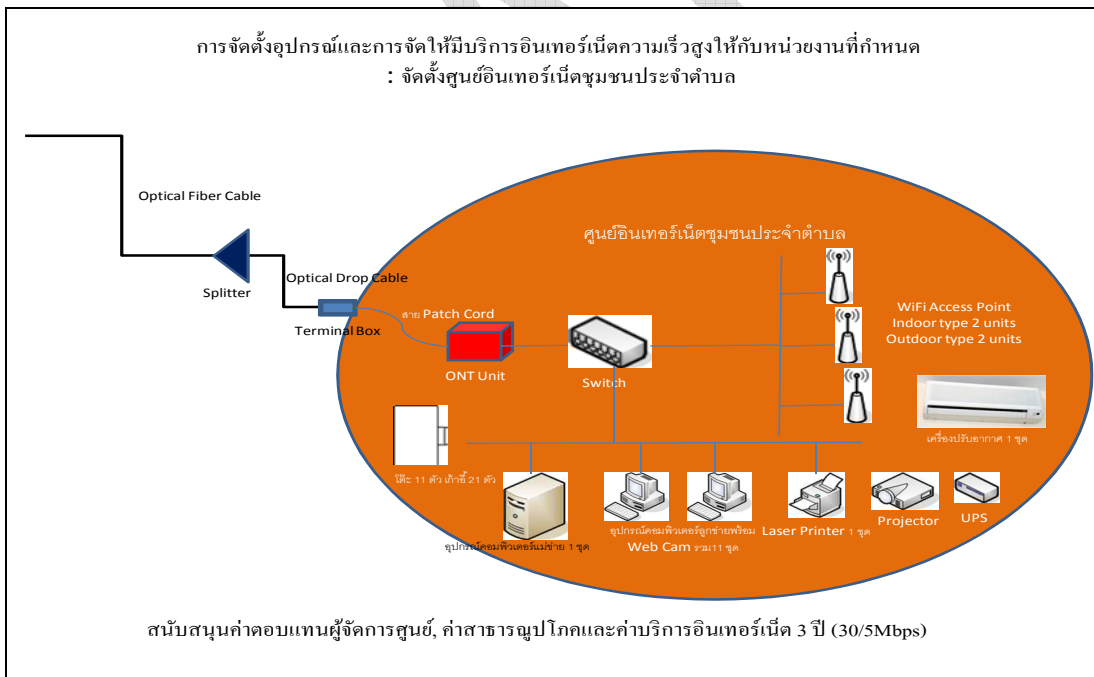 การจัดตั้งอุปกรณ์และการจัดให้มีบริการอินเทอร์เน็ตความเร็วสูงให้กับหน่วยงานที่กำหนด
: จัดตั้งศูนย์อินเทอร์เน็ตชุมชนประจำตำบล
Optical Fiber Cable
ศูนย์อินเทอร์เน็ตชุมชนประจำตำบล
Optical Drop Cable
Splitter
สาย Patch Cord
Terminal Box
WiFi Access Point
Indoor type 2 units
Outdoor type 2 units
ONT Unit
Switch
เครื่องปรับอากาศ 1 ชุด
โต๊ะ 11 ตัว เก้าอี้ 21 ตัว
อุปกรณ์คอมพิวเตอร์แม่ข่าย 1 ชุด
อุปกรณ์คอมพิวเตอร์ลูกข่ายพร้อม
Web Cam รวม11 ชุด
Laser Printer 1 ชุด
Projector
UPS
สนับสนุนค่าตอบแทนผู้จัดการศูนย์, ค่าสาธารณูปโภคและค่าบริการอินเทอร์เน็ต 3 ปี (30/5Mbps)